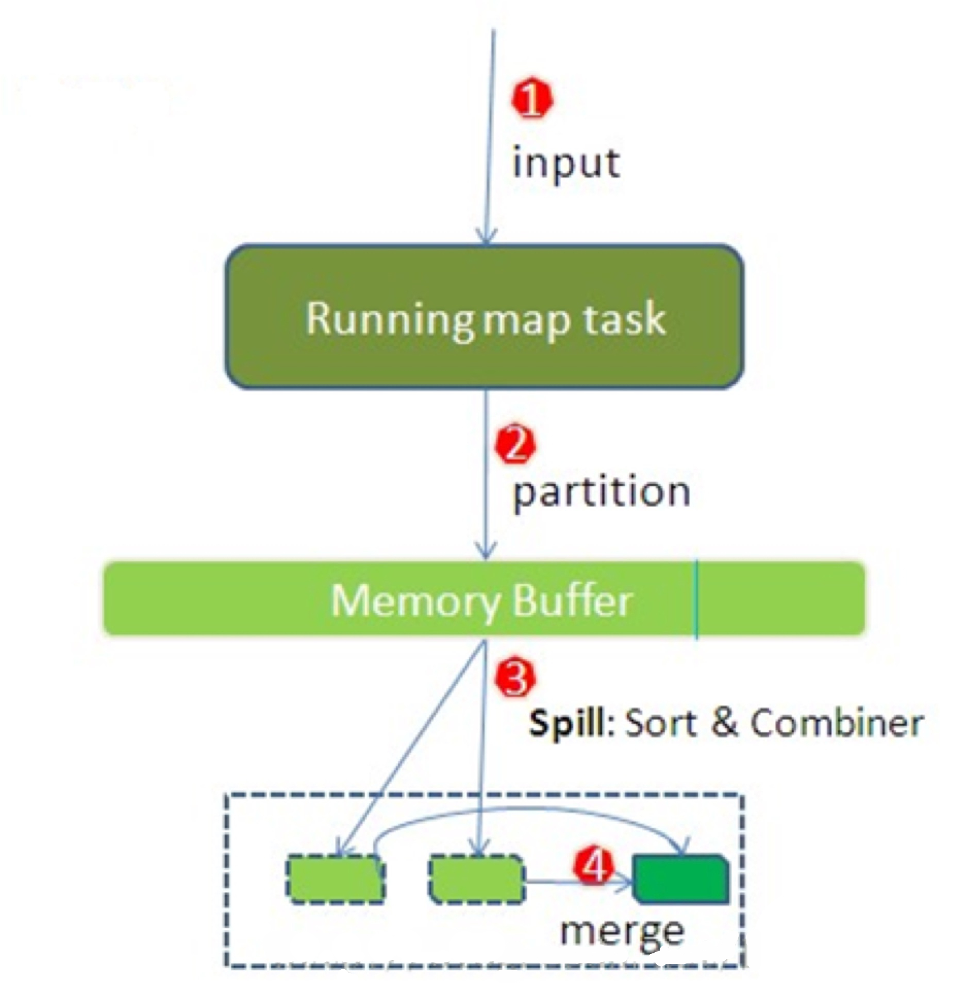 1
input
Running map task
2
partition
Memory Buffer
3
Spill: Sort & Combiner
4
merge